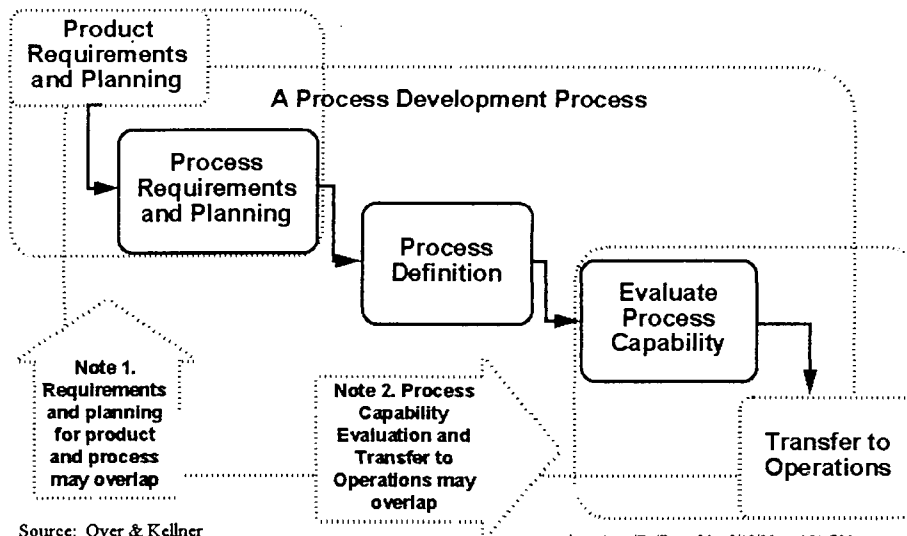 Product
Requirements
and Planning
A Process Development Process
Process
Requirements
and Planning
Process
Definition
Evaluate
Process
Capability
Transfer to
Operations
Note 1.
Requirements
and planning
for product
and process
may overlap
Note 2. Process
Capability
Evaluation and
Transfer to
Operations may
overlap
Source: Over & Kellner